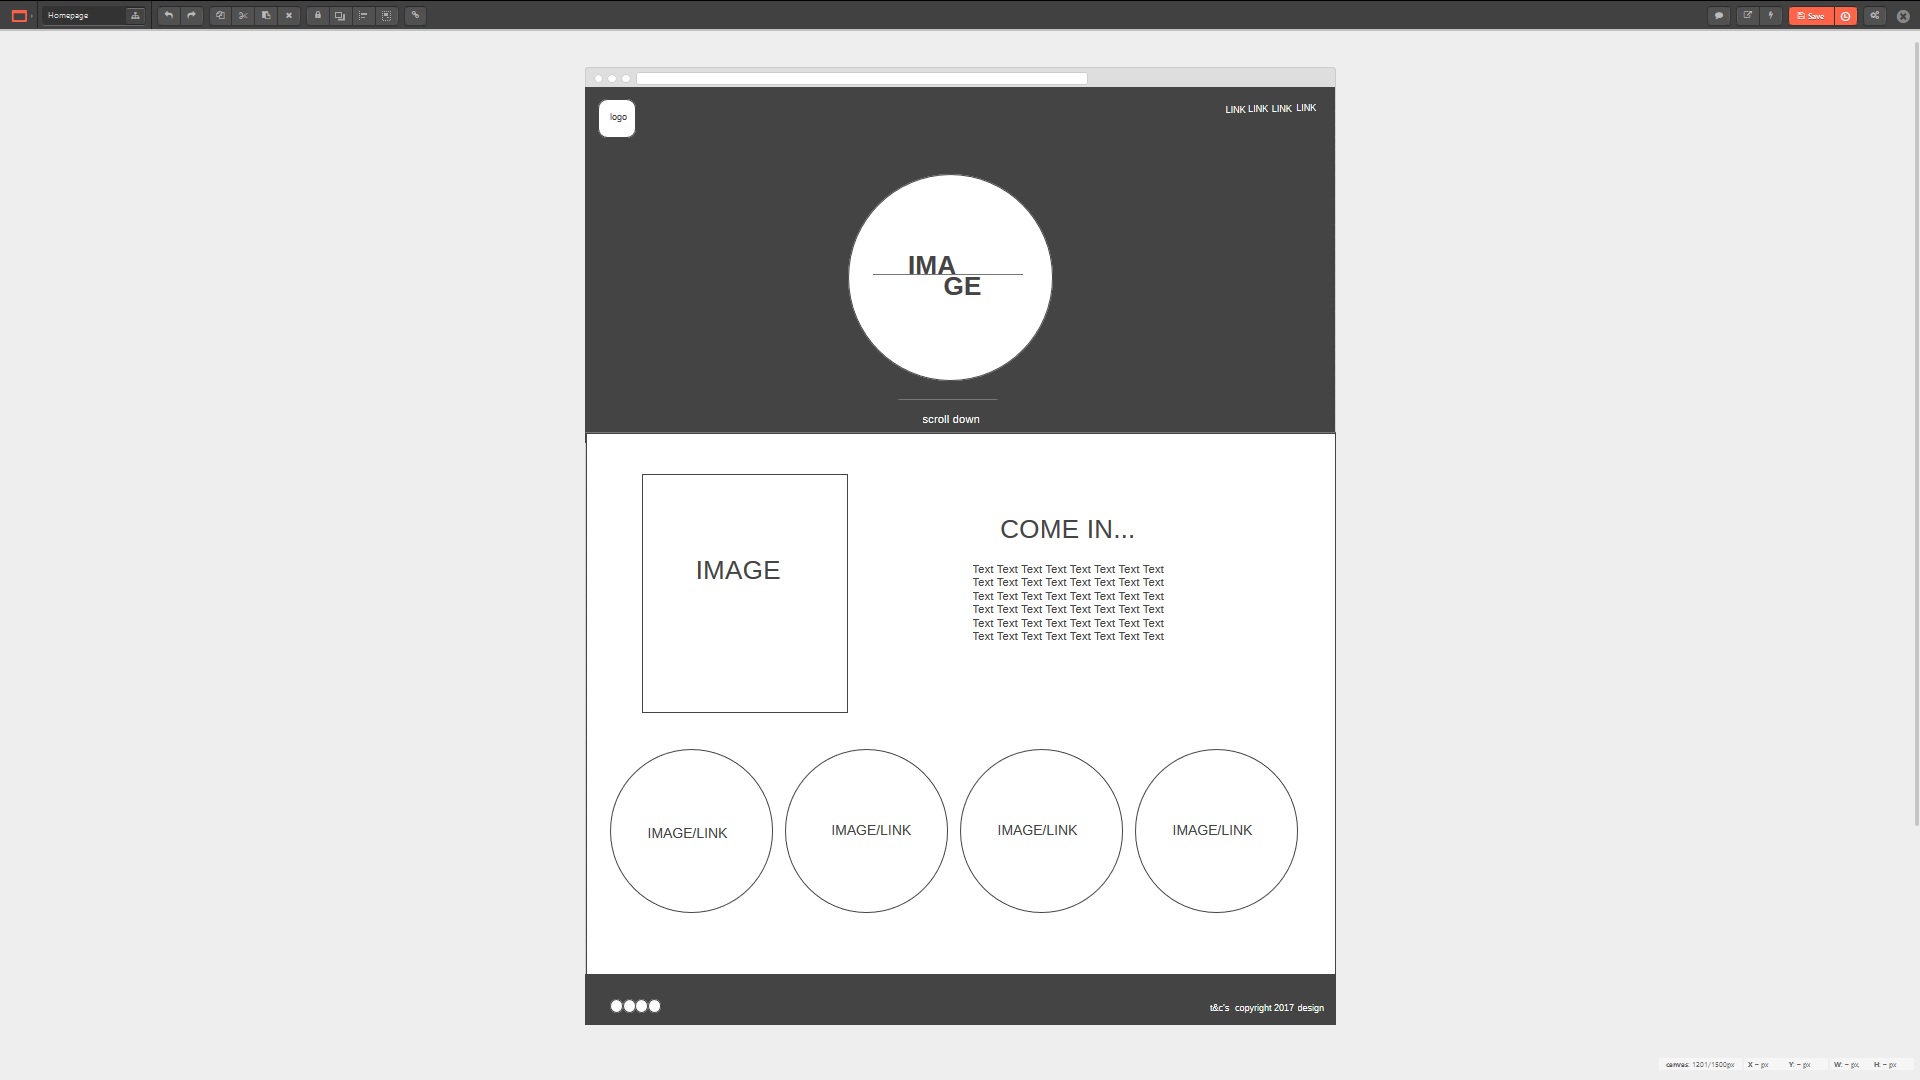 Homepage
Save
logo
LINK LINK LINK LINK
IMA
GE
scroll down
IMAGE
COME IN...
Text Text Text Text Text Text Text Text
Text Text Text Text Text Text Text Text
Text Text Text Text Text Text Text Text
Text Text Text Text Text Text Text Text
Text Text Text Text Text Text Text Text
Text Text Text Text Text Text Text Text
IMAGE/LINK IMAGE/LINK IMAGE/LINK IMAGE/LINK
t&c's copyright 2017 design
canvas: 1201/1500px X – px Y: – px W: – px H: – px